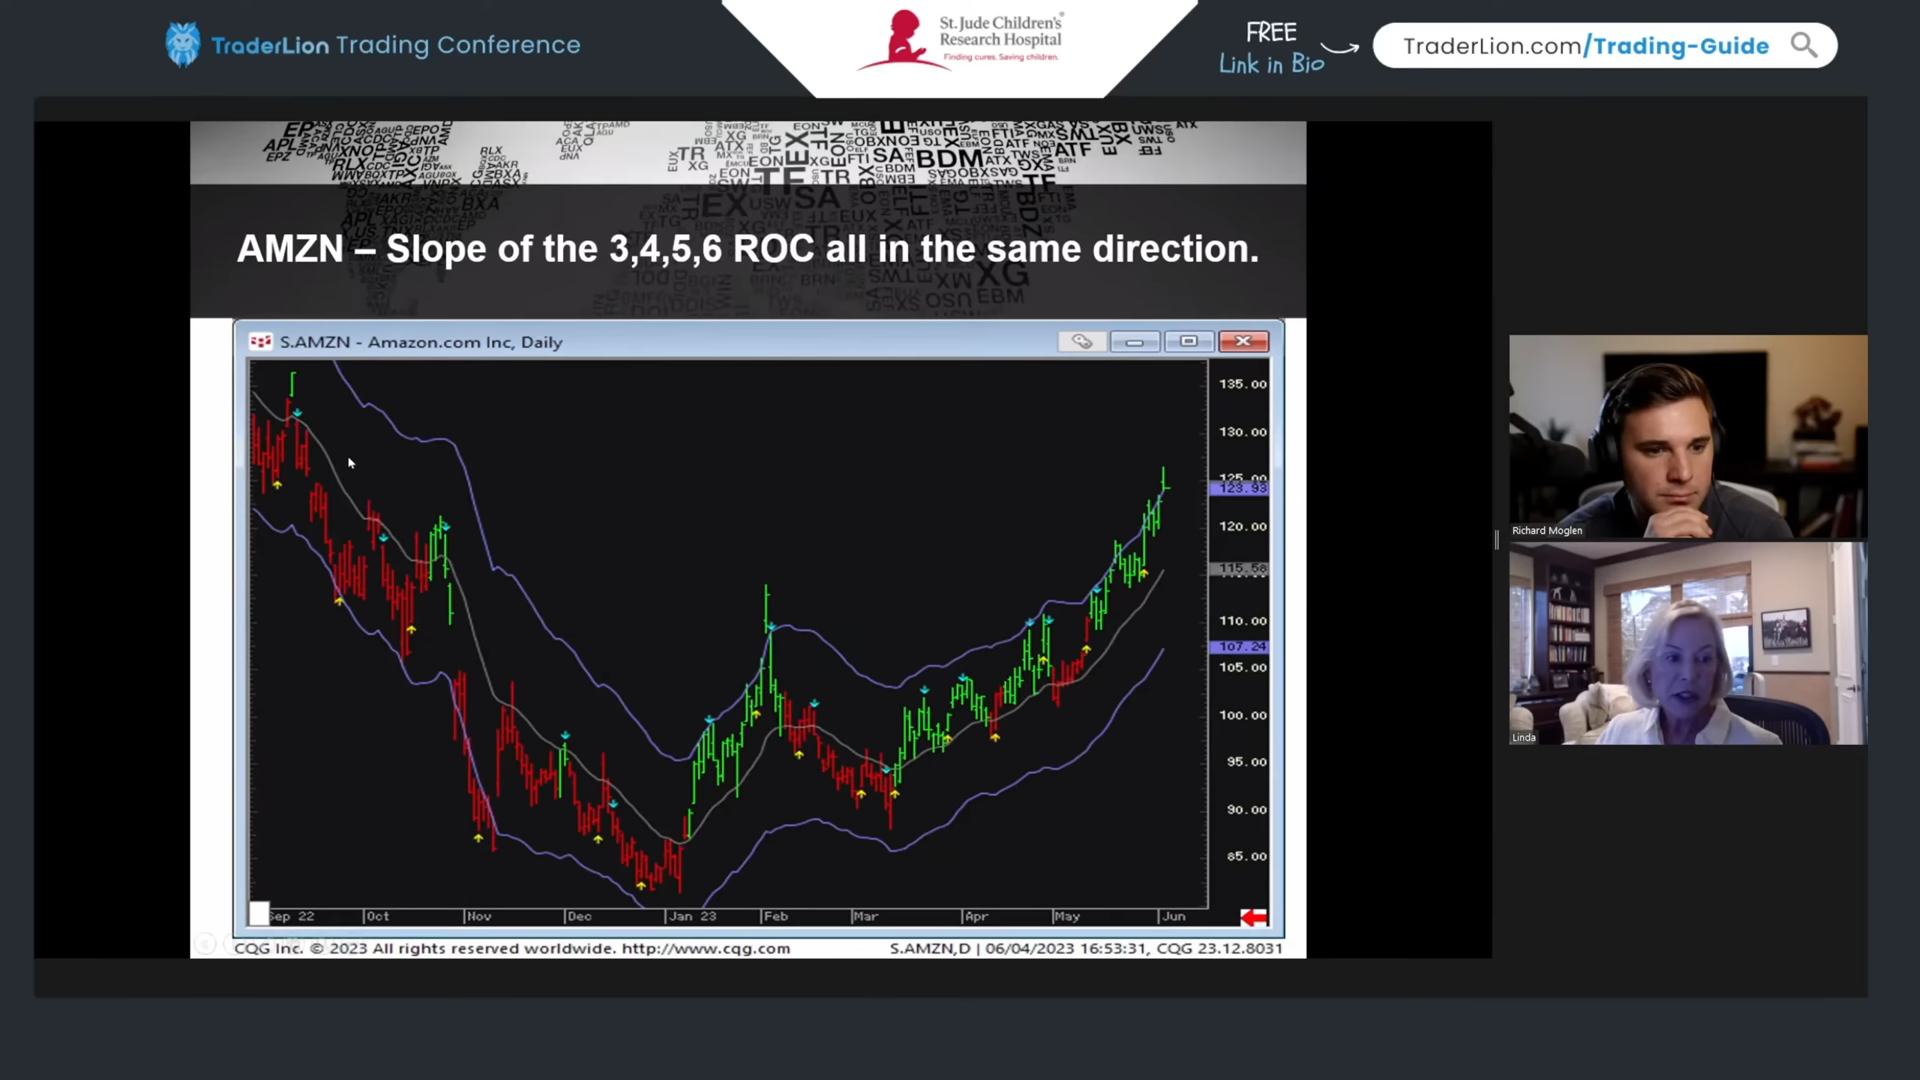 TraderLion Trading Conference
St. Jude Children's
Research Hospital
Finding cures. Saving children.
FREE
Link in Bio
TraderLion.com/Trading-Guide
AMZN – Slope of the 3,4,5,6 ROC all in the same direction.
S.AMZN - Amazon.com Inc, Daily
135.00
130.00
125.00
123.93
120.00
115.58
110.00
107.24
105.00
100.00
95.00
90.00
85.00
Sep 22 Oct Nov Dec Jan 23 Feb Mar Apr May Jun
CQG Inc. © 2023 All rights reserved worldwide. http://www.cqg.com
S.AMZN,D | 06/04/2023 16:53:31, CQG 23.12.8031
Richard Moglen
Linda